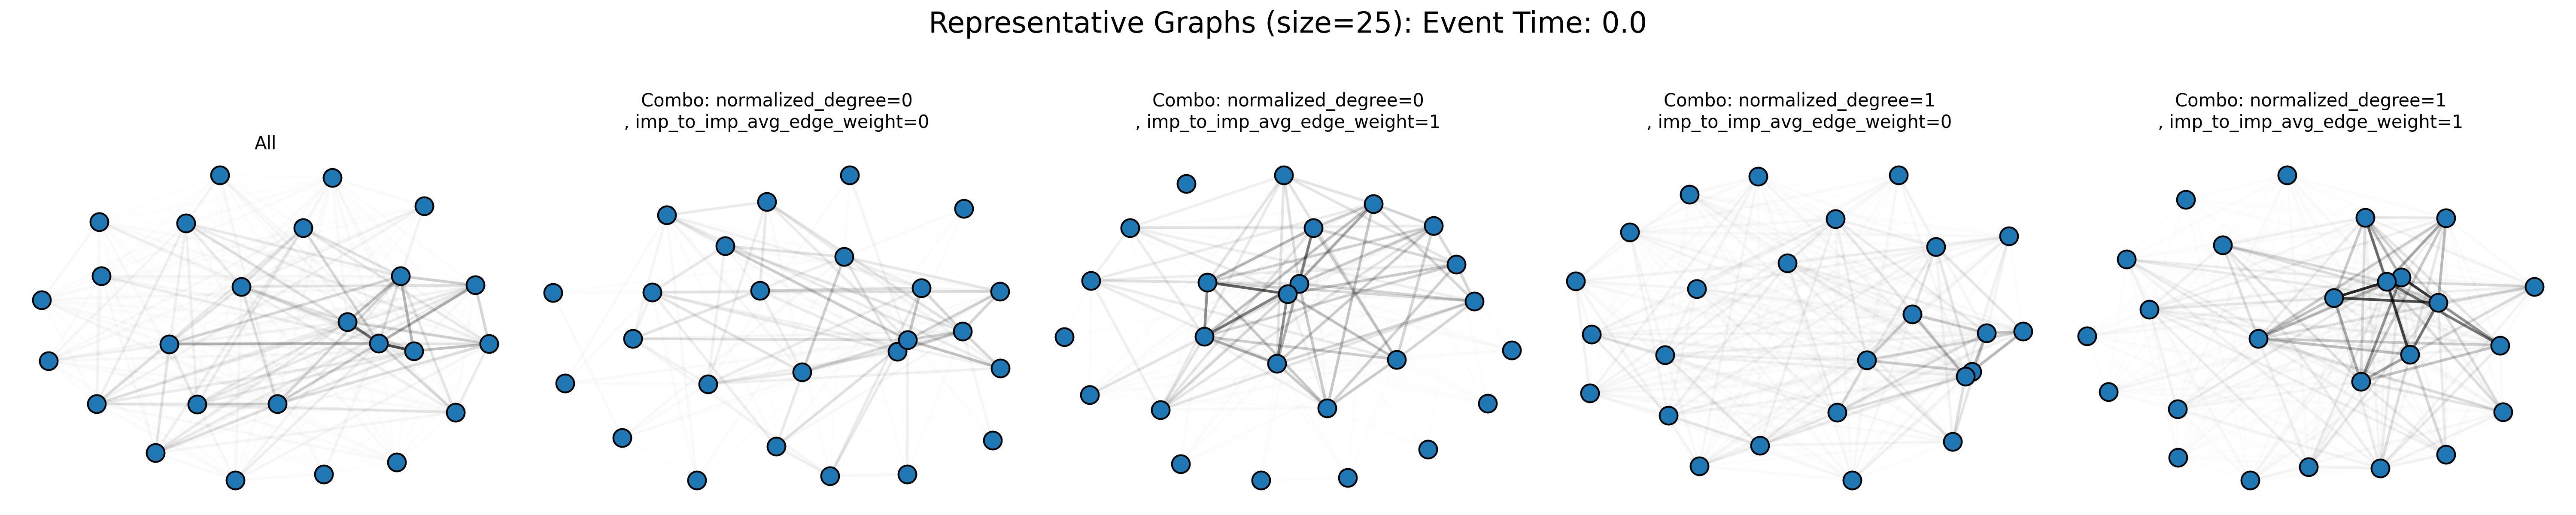 Representative Graphs (size=25): Event Time: 0.0
All
Combo: normalized_degree=0
, imp_to_imp_avg_edge_weight=0
Combo: normalized_degree=0
, imp_to_imp_avg_edge_weight=1
Combo: normalized_degree=1
, imp_to_imp_avg_edge_weight=0
Combo: normalized_degree=1
, imp_to_imp_avg_edge_weight=1